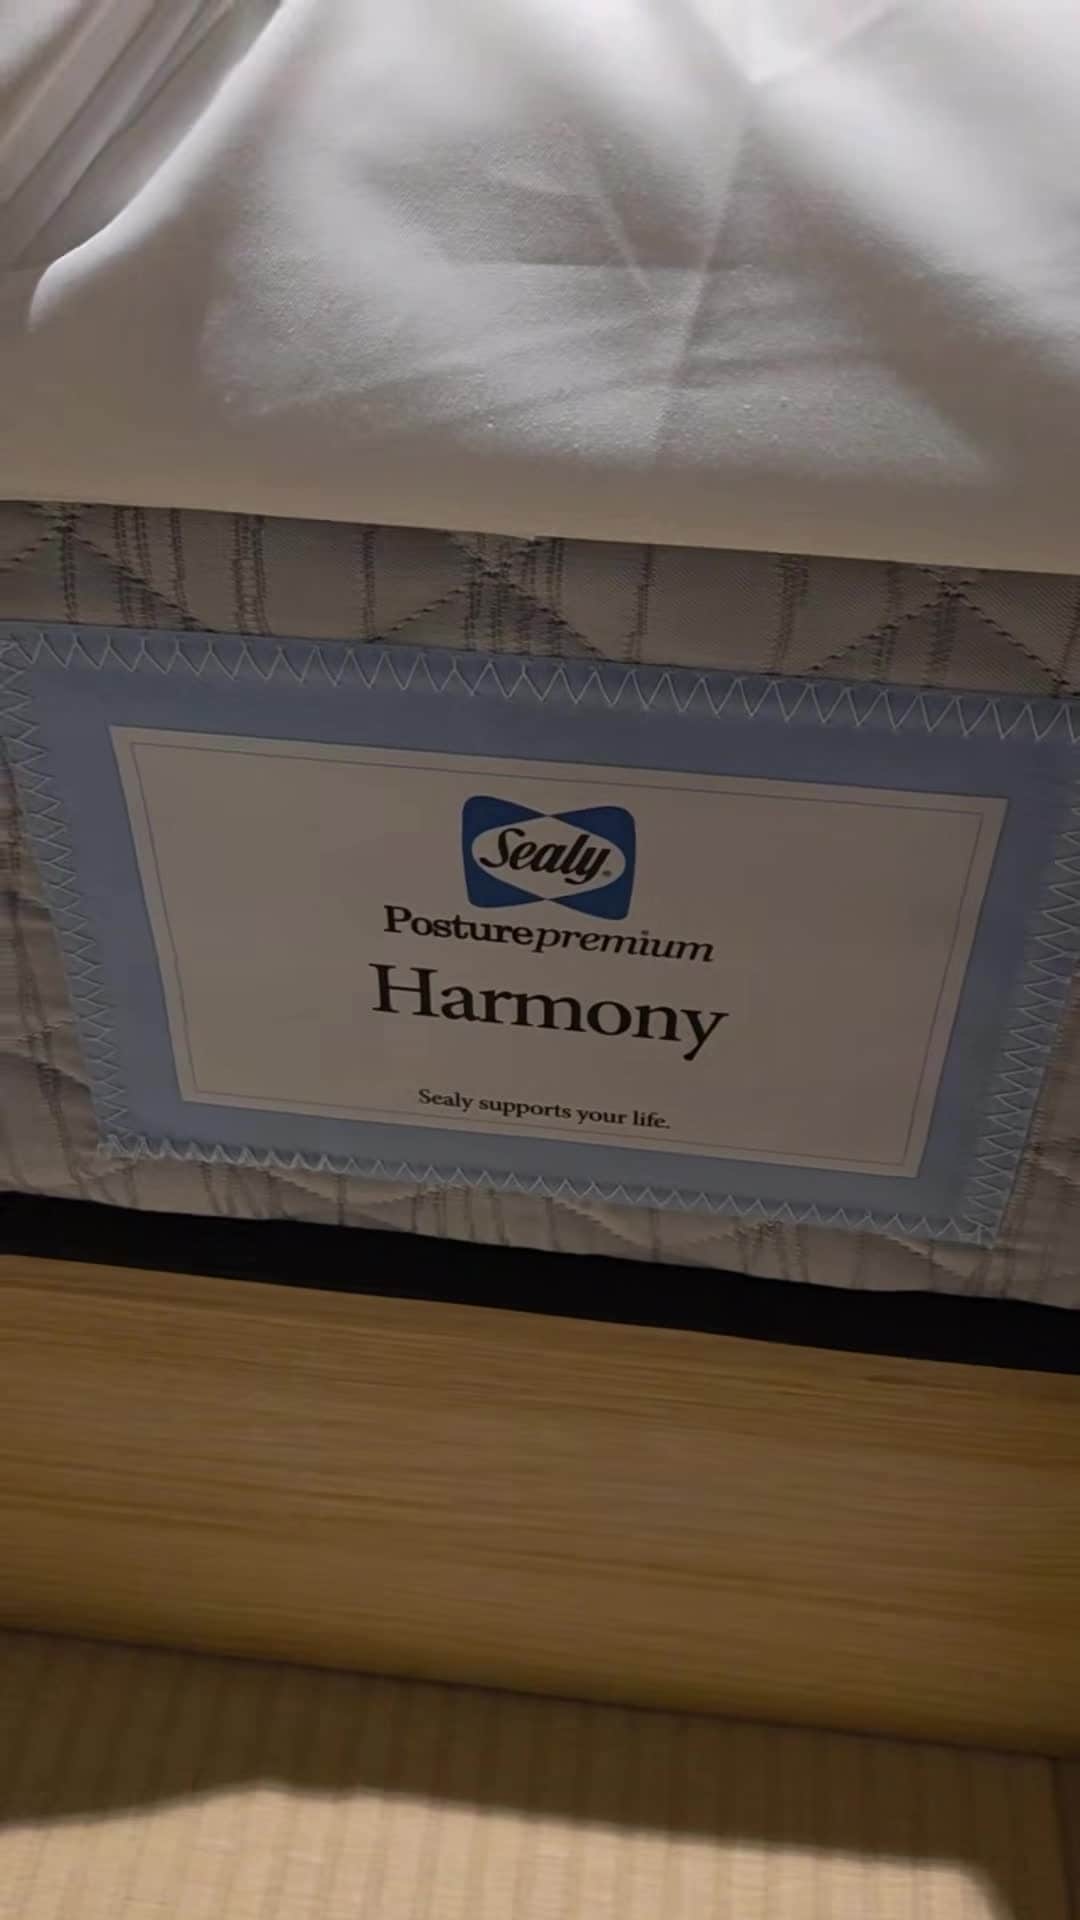 Sealy
Posturepremium
Harmony
Sealy supports your life.